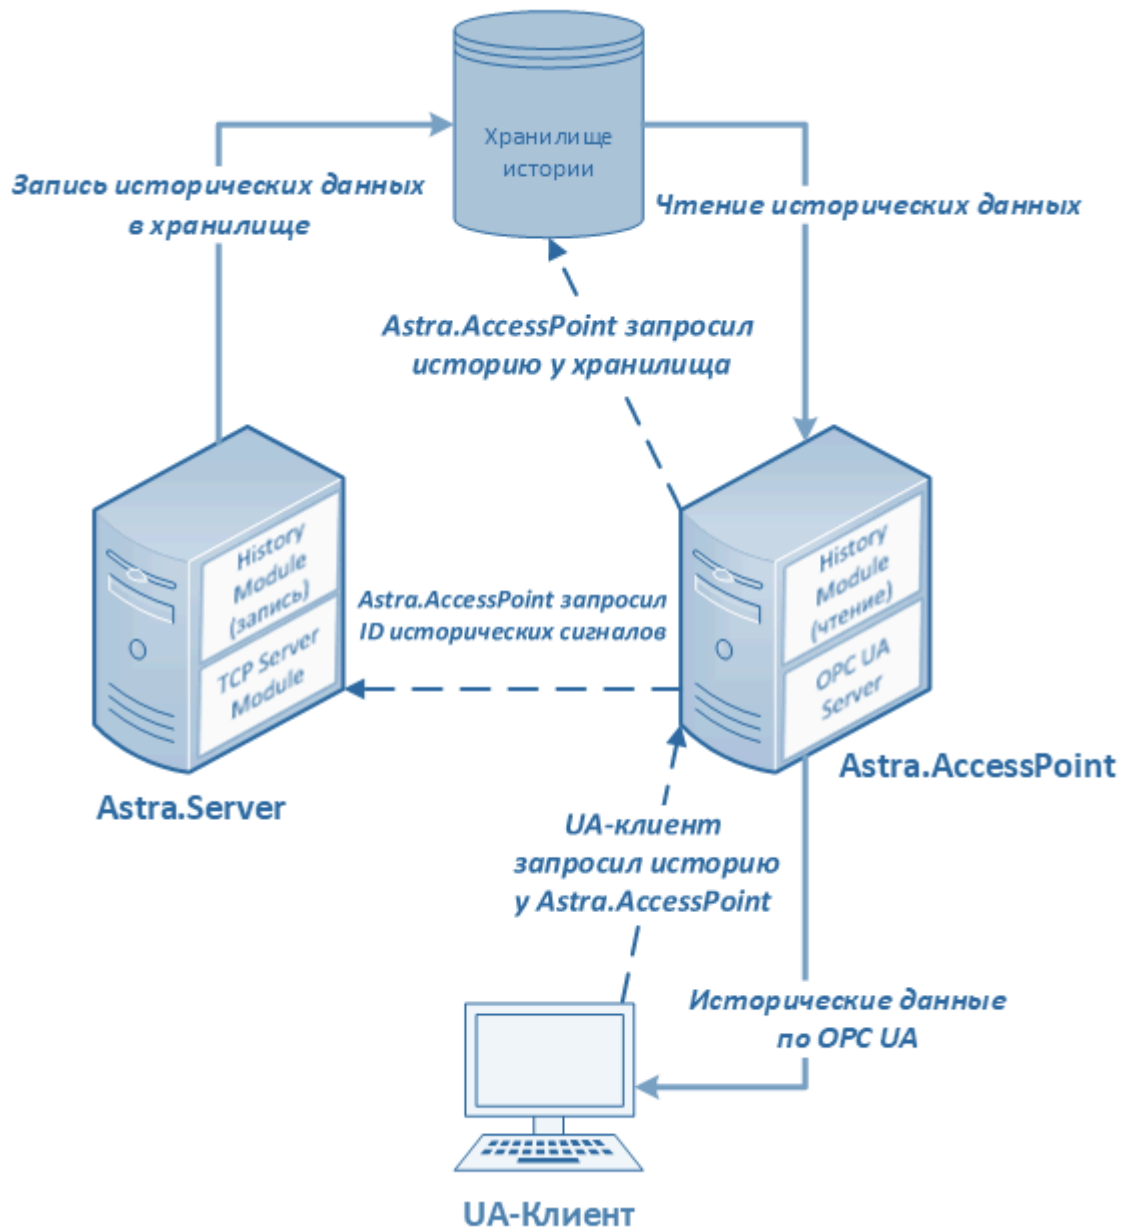 Хранилище
истории
Запись исторических данных
в хранилище
Чтение исторических данных
Astra.AccessPoint запросил
историю у хранилища
History
Module
(запись)
TCP Server
Module
Astra.AccessPoint запросил
ID исторических сигналов
History
Module
(чтение)
OPC UA
Server
Astra.Server
Astra.AccessPoint
UA-клиент
запросил историю
у Astra.AccessPoint
Исторические данные
по OPC UA
UA-Клиент